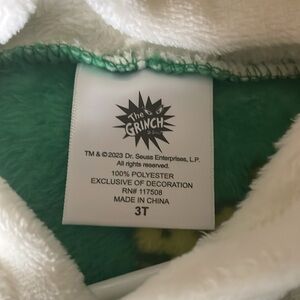 The
GRINCH
TM & © 2023 Dr. Seuss Enterprises, L.P.
All rights reserved.
100% POLYESTER
EXCLUSIVE OF DECORATION
RN# 117508
MADE IN CHINA
3T